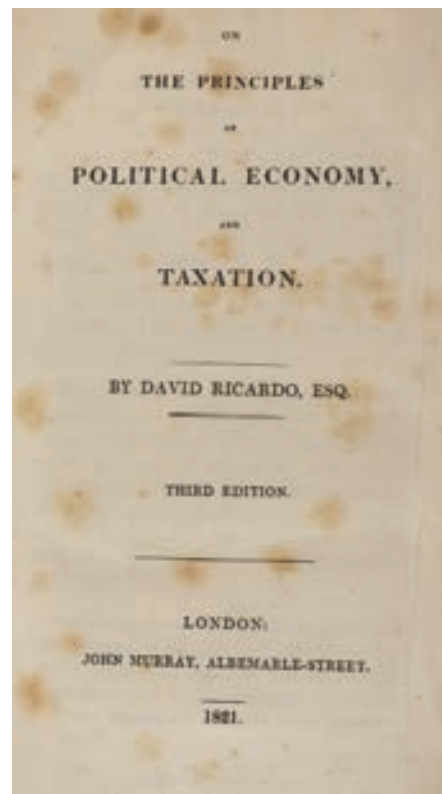 ON
THE PRINCIPLES
OF
POLITICAL ECONOMY,
AND
TAXATION.
BY DAVID RICARDO, ESQ.
THIRD EDITION.
LONDON:
JOHN MURRAY, ALBEMARLE-STREET.
1821.